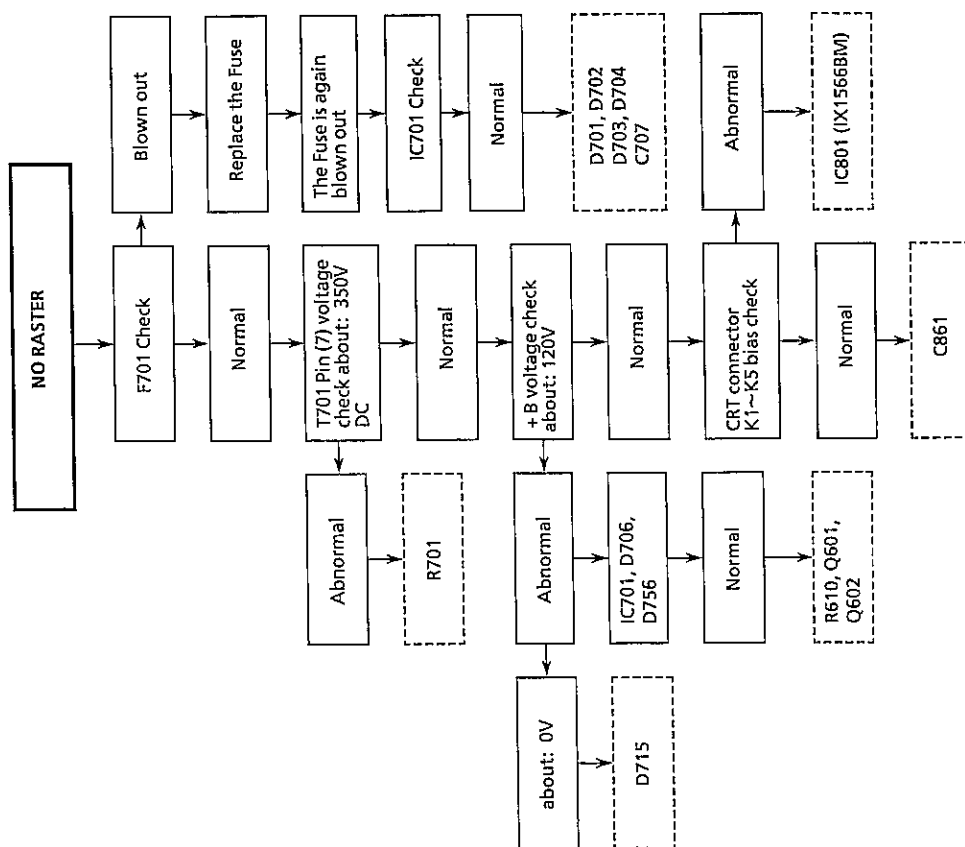 NO RASTER
F701 Check
Blown out
Replace the Fuse
The Fuse is again
blown out
IC701 Check
Normal
D701, D702
D703, D704
C707
Normal
T701 Pin (7) voltage
check about: 350V
DC
Abnormal
R701
Normal
+B voltage check
about: 120V
Abnormal
about: 0V
D715
IC701, D706,
D756
Normal
R610, Q601,
Q602
Normal
CRT connector
K1~K5 bias check
Abnormal
IC801 (IX1566BM)
Normal
C861